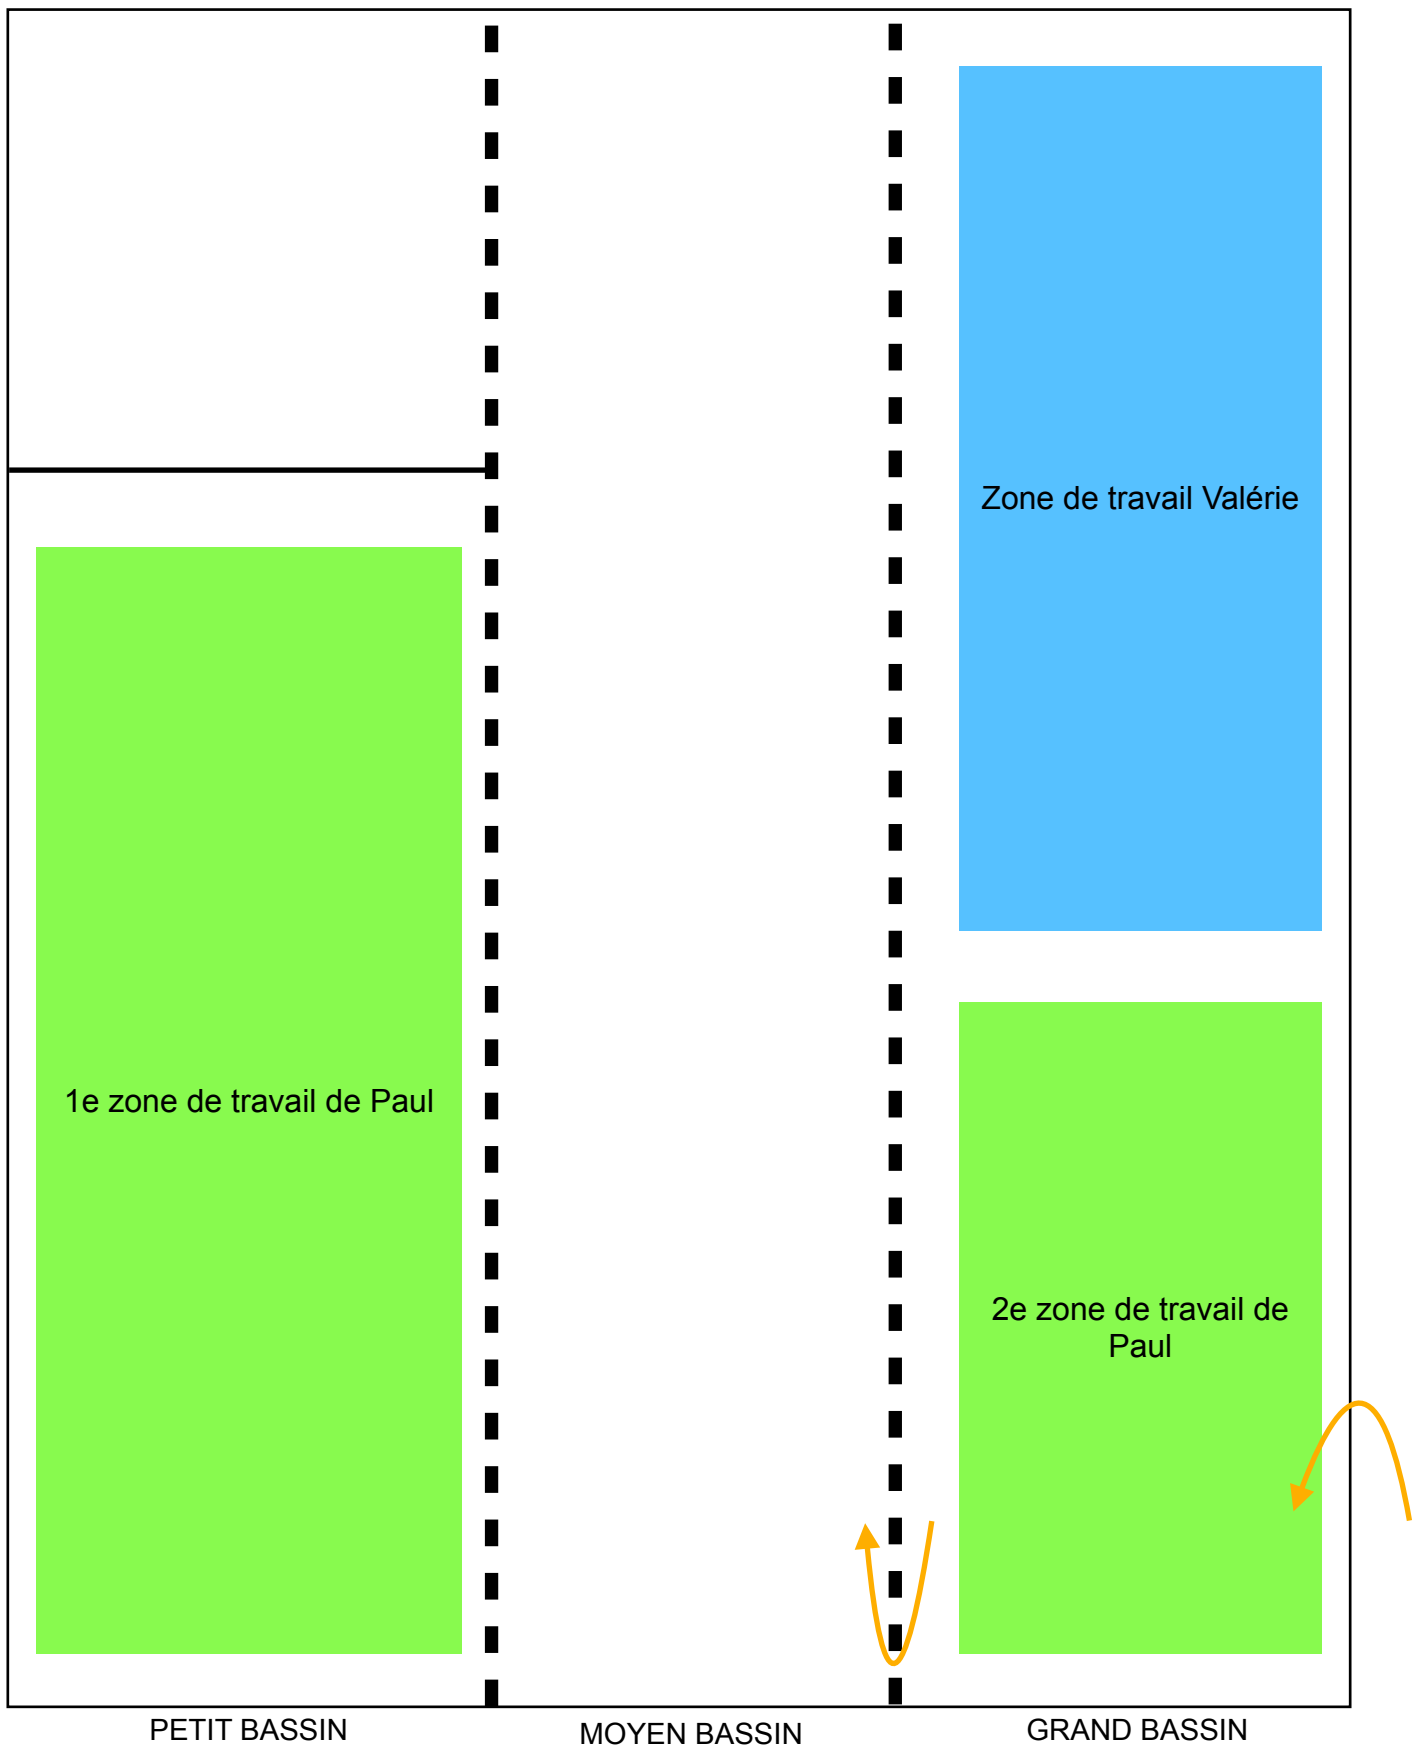 Zone de travail Valérie
1e zone de travail de Paul
2e zone de travail de
Paul
PETIT BASSIN
MOYEN BASSIN
GRAND BASSIN